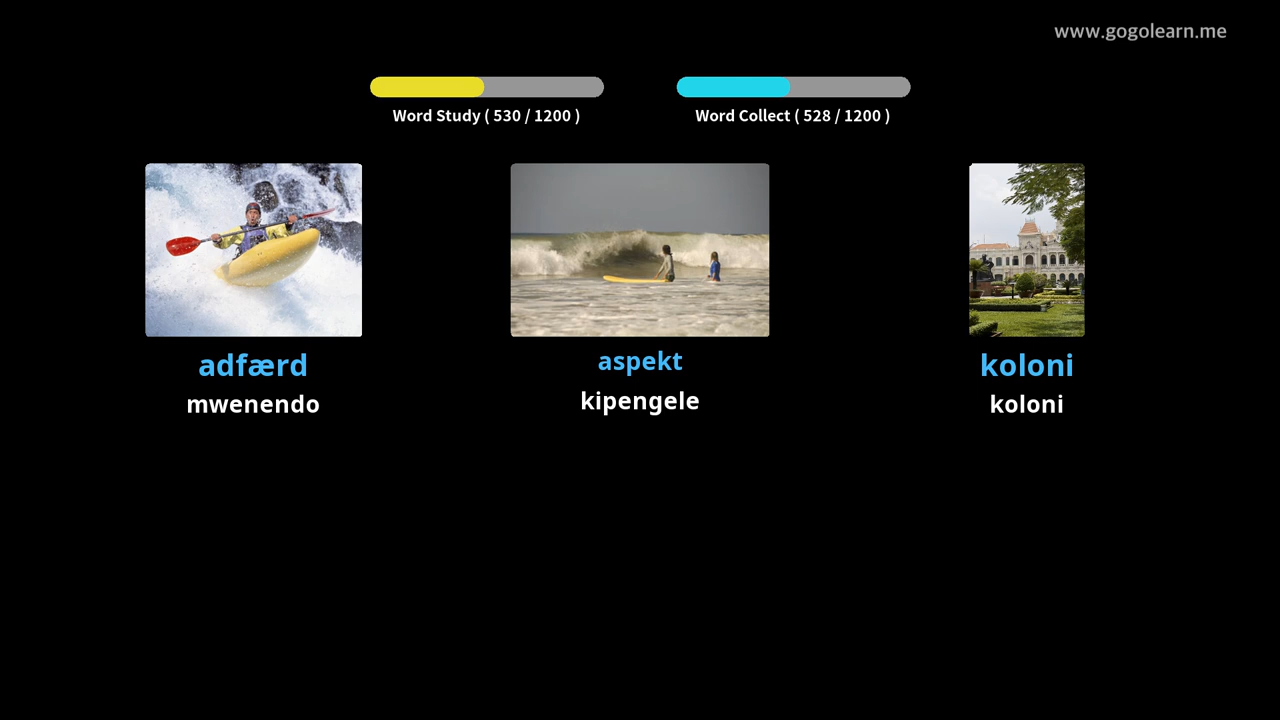 www.gogolearn.me
Word Study ( 530 / 1200 )
Word Collect ( 528 / 1200 )
adfærd
aspekt
koloni
mwenendo
kipengele
koloni